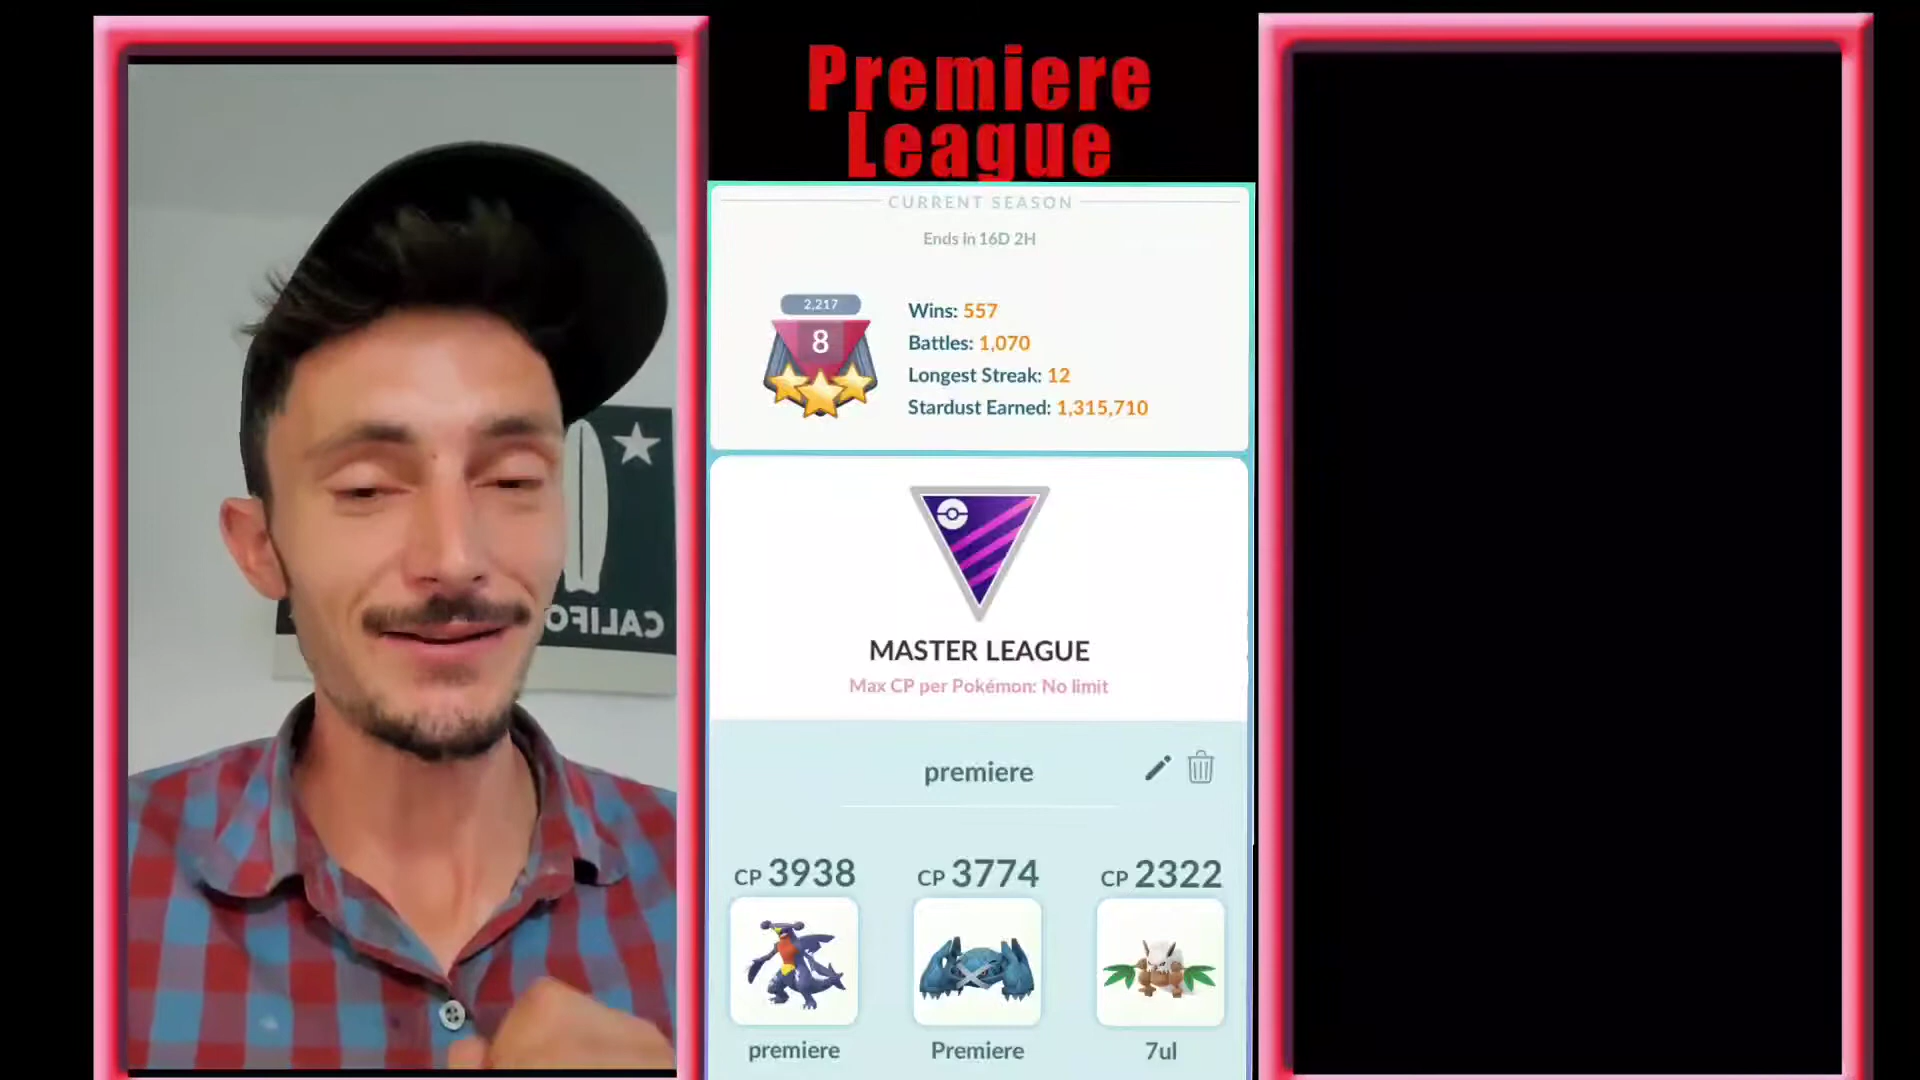 Premiere
League
CURRENT SEASON
Ends in 16D 2H
2,217
8
Wins: 557
Battles: 1,070
Longest Streak: 12
Stardust Earned: 1,315,710
CALIFO
MASTER LEAGUE
Max CP per Pokémon: No limit
premiere
CP 3938
CP 3774
CP 2322
premiere
Premiere
7ul